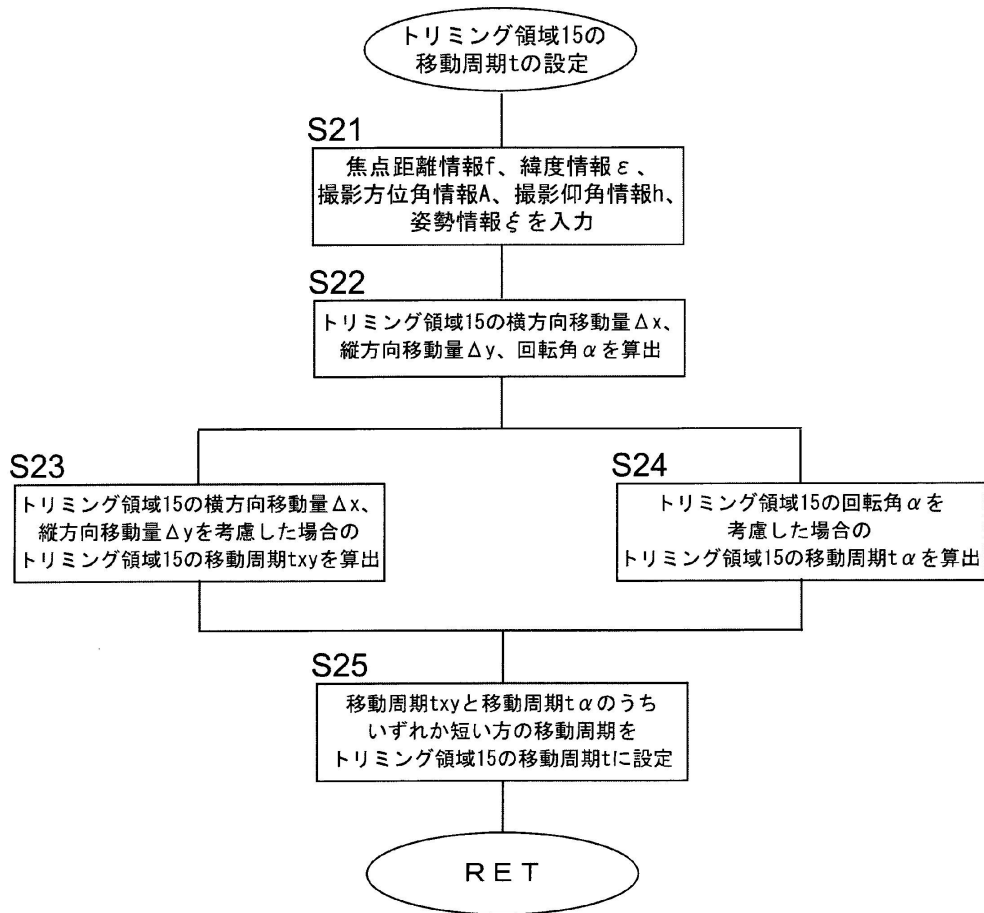 トリミング領域15の
移動周期tの設定
S21
焦点距離情報f、緯度情報ε、
撮影方位角情報A、撮影仰角情報h、
姿勢情報ξを入力
S22
トリミング領域15の横方向移動量Δx、
縦方向移動量Δy、回転角αを算出
S23
トリミング領域15の横方向移動量Δx、
縦方向移動量Δyを考慮した場合の
トリミング領域15の移動周期txyを算出
S24
トリミング領域15の回転角αを
考慮した場合の
トリミング領域15の移動周期tαを算出
S25
移動周期txyと移動周期tαのうち
いずれか短い方の移動周期を
トリミング領域15の移動周期tに設定
RET